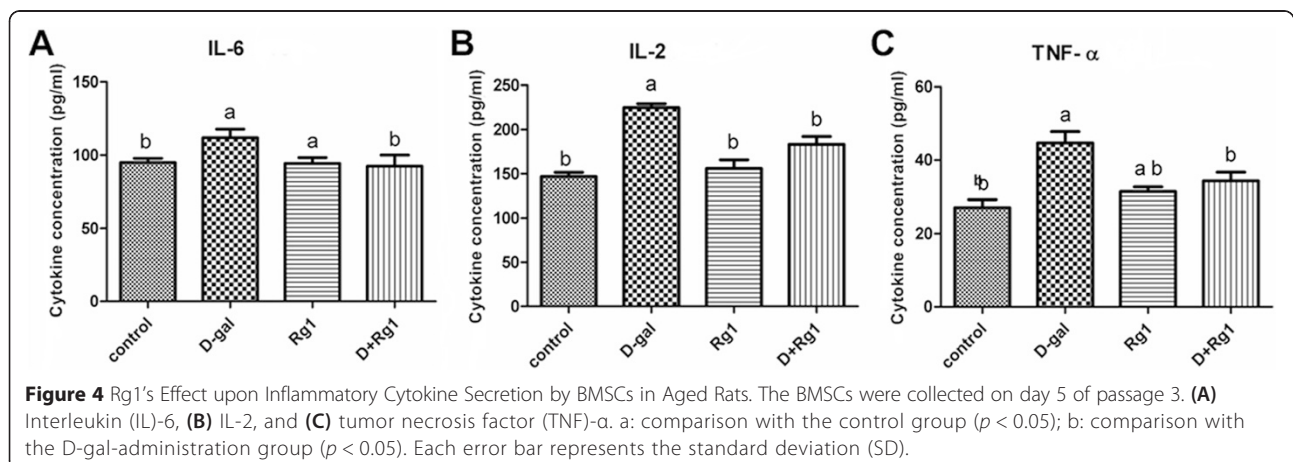 A
IL-6
Cytokine concentration (pg/ml)
150
100
50
0
b
a
a
b
control
D-gal
Rg1
D+Rg1
B
IL-2
Cytokine concentration (pg/ml)
250
200
150
100
50
0
b
a
b
b
control
D-gal
Rg1
D+Rg1
C
TNF- α
Cytokine concentration (pg/ml)
60
40
20
0
b
a
a b
b
control
D-gal
Rg1
D+Rg1
Figure 4 Rg1's Effect upon Inflammatory Cytokine Secretion by BMSCs in Aged Rats. The BMSCs were collected on day 5 of passage 3. (A)
Interleukin (IL)-6, (B) IL-2, and (C) tumor necrosis factor (TNF)-α. a: comparison with the control group (p < 0.05); b: comparison with
the D-gal-administration group (p < 0.05). Each error bar represents the standard deviation (SD).